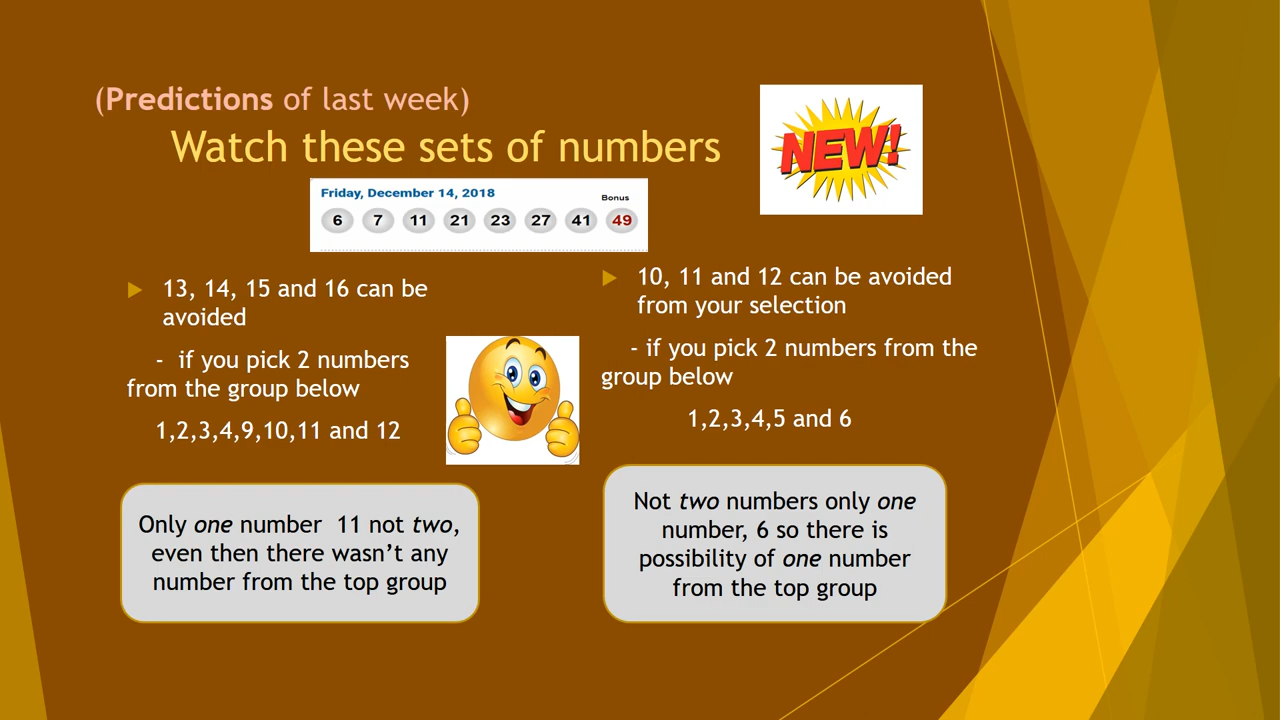 (Predictions of last week)
Watch these sets of numbers
NEW!
Friday, December 14, 2018
Bonus
6 7 11 21 23 27 41 49
13, 14, 15 and 16 can be
avoided
- if you pick 2 numbers
from the group below
1,2,3,4,9,10,11 and 12
Only one number 11 not two,
even then there wasn't any
number from the top group
10, 11 and 12 can be avoided
from your selection
- if you pick 2 numbers from the
group below
1,2,3,4,5 and 6
Not two numbers only one
number, 6 so there is
possibility of one number
from the top group